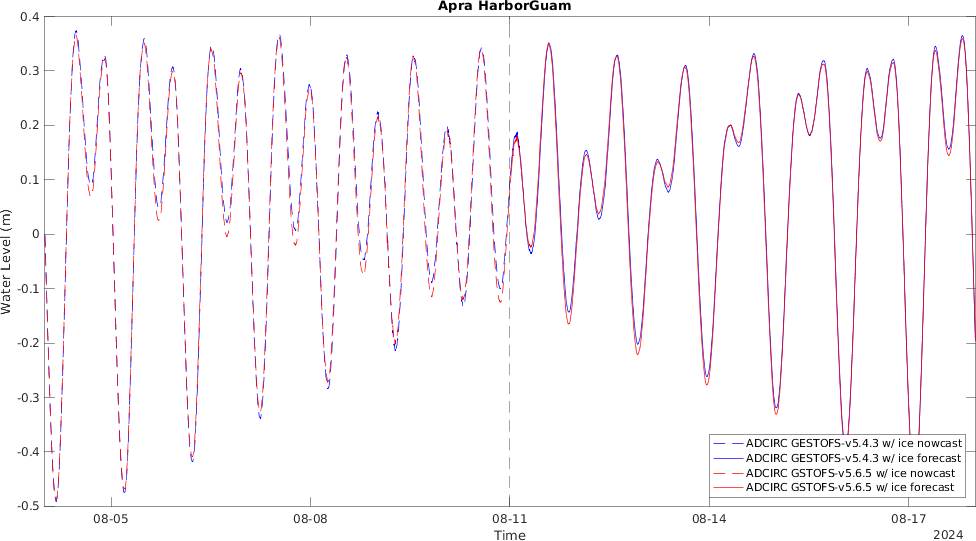 Apra HarborGuam
0.4
0.3
0.2
0.1
0
-0.1
-0.2
-0.3
-0.4
-0.5
Water Level (m)
08-05
08-08
08-11
08-14
08-17
Time
2024
ADCIRC GESTOFS-v5.4.3 w/ ice nowcast
ADCIRC GESTOFS-v5.4.3 w/ ice forecast
ADCIRC GSTOFS-v5.6.5 w/ ice nowcast
ADCIRC GSTOFS-v5.6.5 w/ ice forecast